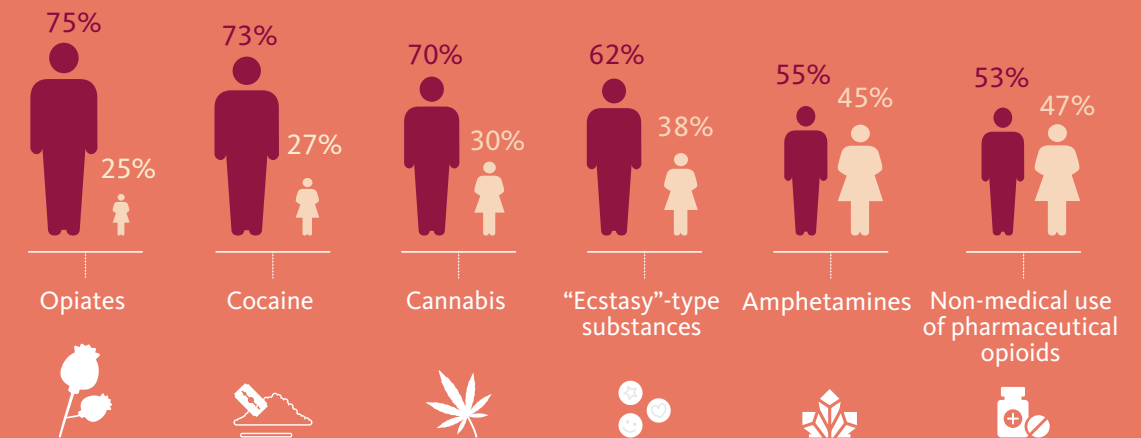 75%
25%
Opiates
73%
27%
Cocaine
70%
30%
Cannabis
62%
38%
“Ecstasy”-type
substances
55%
45%
Amphetamines
53%
47%
Non-medical use
of pharmaceutical
opioids